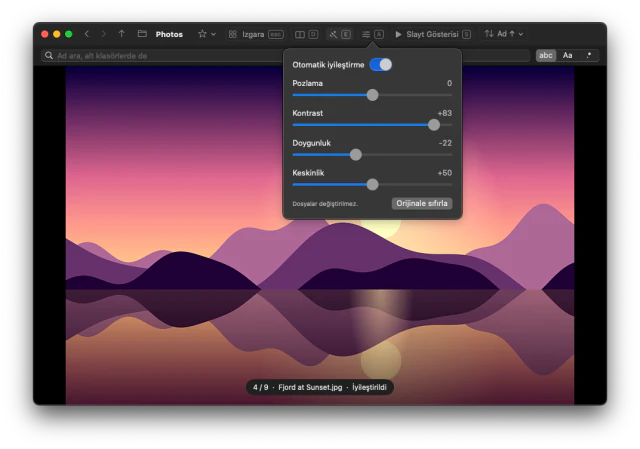 Photos
Izgara esc
D
E
A
Slayt Gösterisi S
Ad
Ad ara, alt klasörlerde de
abc
Aa
.*
Otomatik iyileştirme
Pozlama 0
Kontrast +83
Doygunluk -22
Keskinlik +50
Dosyalar değiştirilmez.
Orijinale sıfırla
4 / 9 · Fjord at Sunset.jpg · İyileştirildi